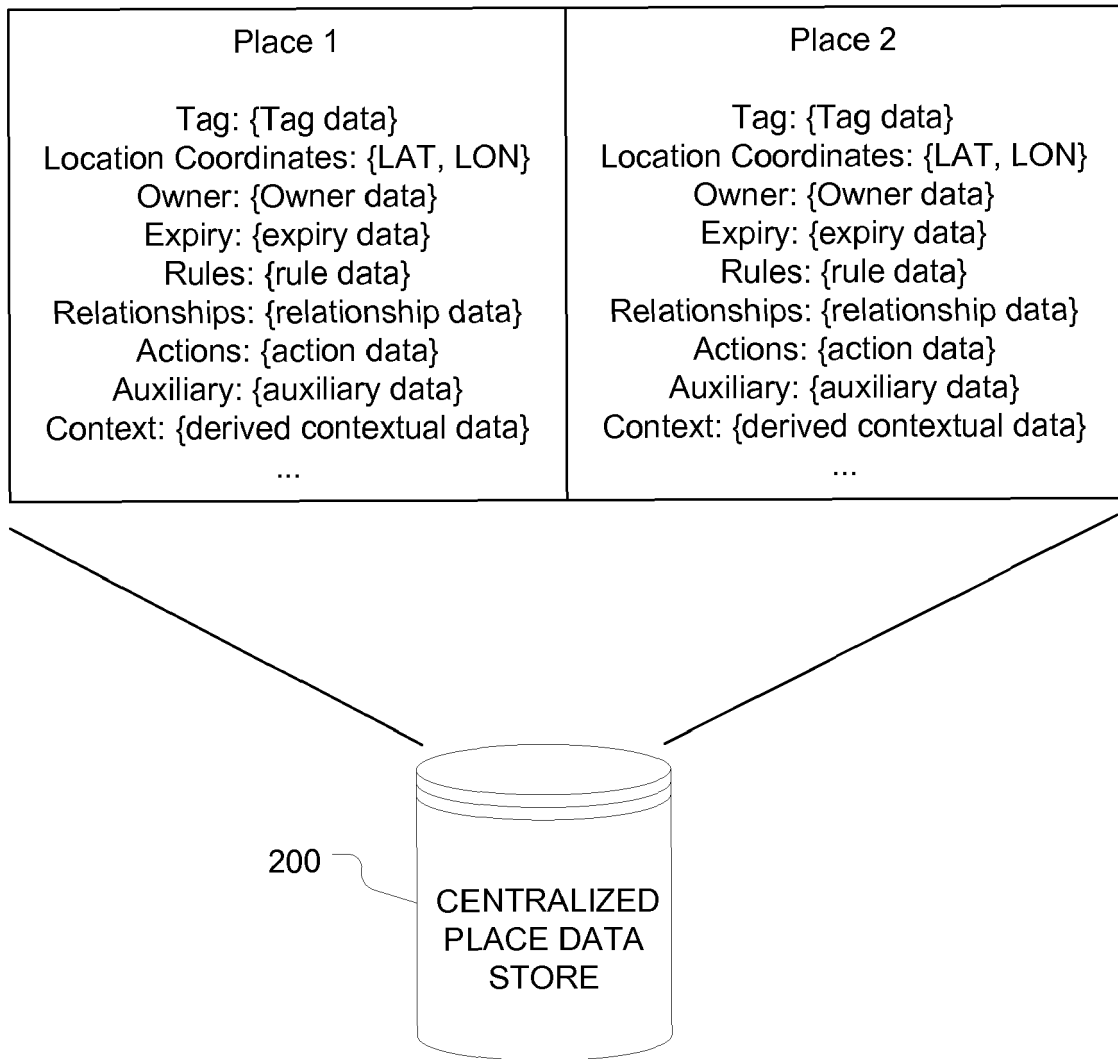 Place 1
Tag: {Tag data}
Location Coordinates: {LAT, LON}
Owner: {Owner data}
Expiry: {expiry data}
Rules: {rule data}
Relationships: {relationship data}
Actions: {action data}
Auxiliary: {auxiliary data}
Context: {derived contextual data}
...
Place 2
Tag: {Tag data}
Location Coordinates: {LAT, LON}
Owner: {Owner data}
Expiry: {expiry data}
Rules: {rule data}
Relationships: {relationship data}
Actions: {action data}
Auxiliary: {auxiliary data}
Context: {derived contextual data}
...
200
CENTRALIZED
PLACE DATA
STORE